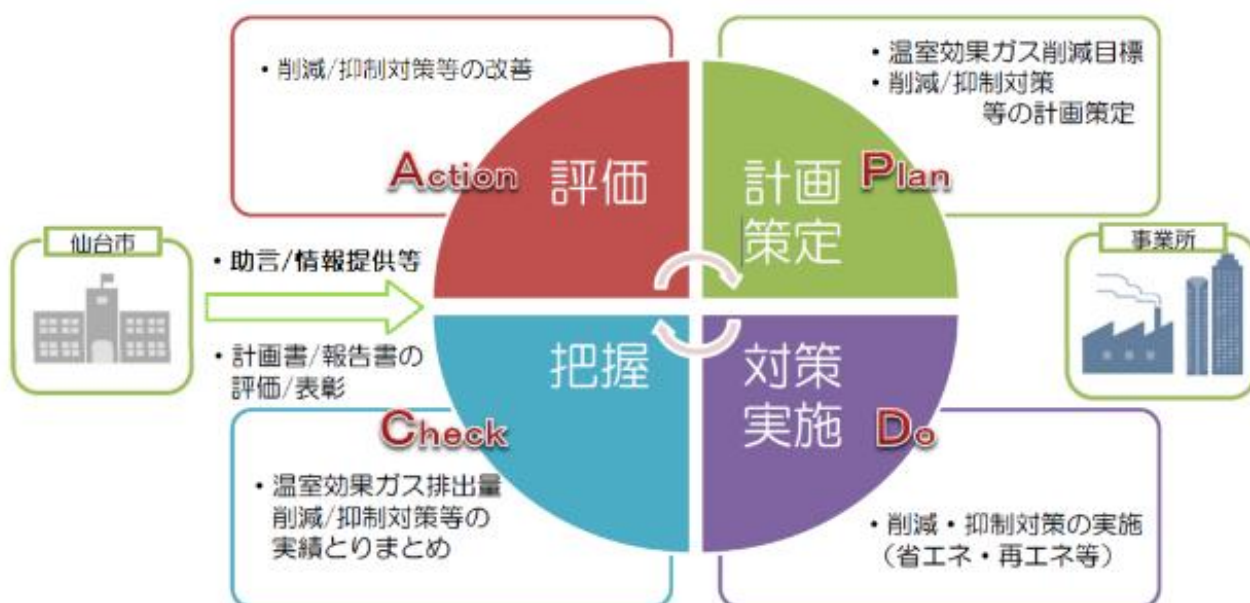 ・削減/抑制対策等の改善
Action
評価
・温室効果ガス削減目標
・削減/抑制対策
等の計画策定
計画
策定
Plan
仙台市
・助言/情報提供等
・計画書/報告書の
評価/表彰
事業所
把握
Check
・温室効果ガス排出量
削減/抑制対策等の
実績とりまとめ
対策
実施
Do
・削減・抑制対策の実施
（省エネ・再エネ等）